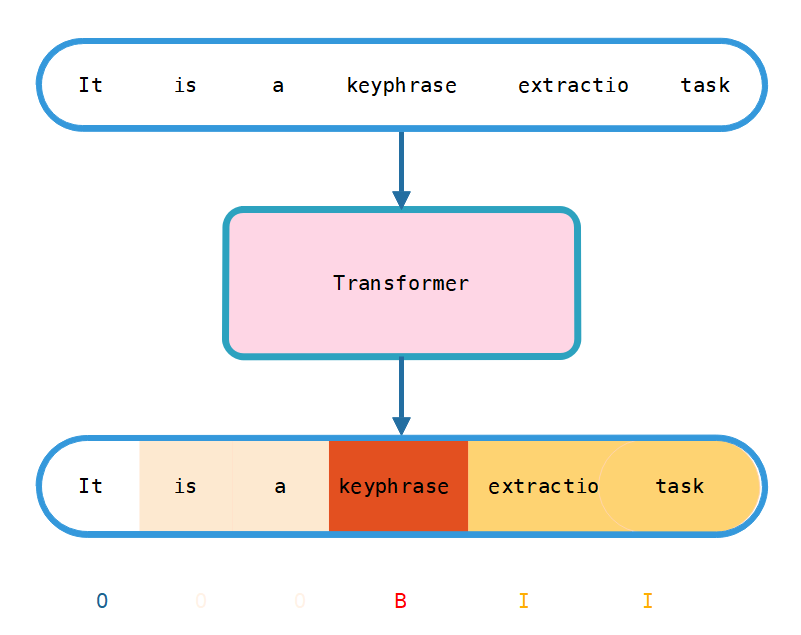 It is a keyphrase extractio task
Transformer
It is a keyphrase extractio task
O O O B I I